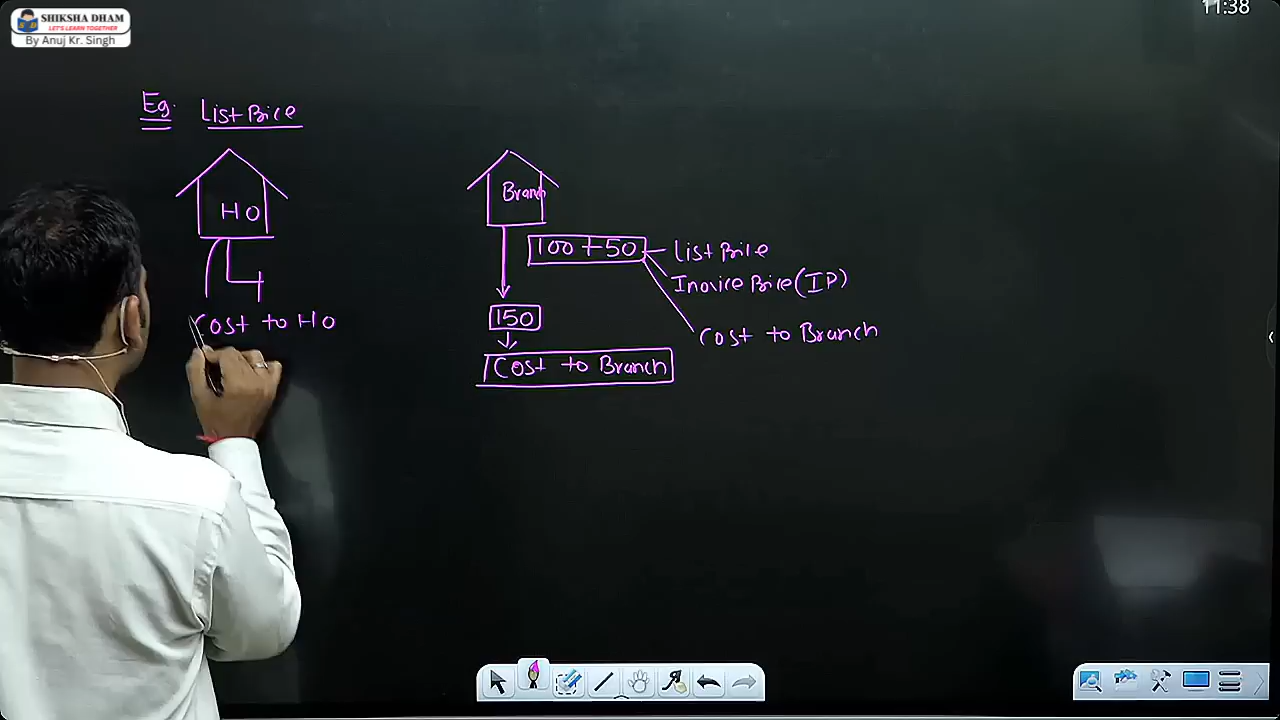 SHIKSHA DHAM
LET'S LEARN TOGETHER
By Anuj Kr. Singh
11:38
Eg. List Price
HO
Cost to HO
Branch
100 + 50
List Price
Invoice Price (IP)
Cost to Branch
150
Cost to Branch